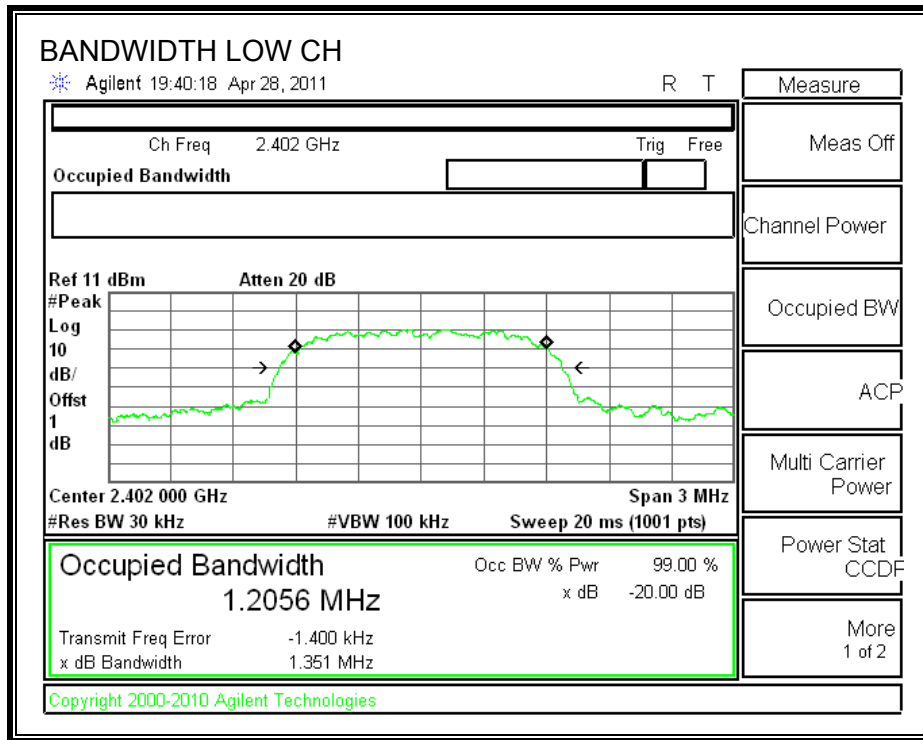 BANDWIDTH LOW CH
Agilent 19:40:18 Apr 28, 2011 R T
Measure
Ch Freq 2.402 GHz Trig Free
Occupied Bandwidth
Meas Off
Channel Power
Occupied BW
ACP
Multi Carrier
Power
Power Stat
CCDF
More
1 of 2
Ref 11 dBm Atten 20 dB
#Peak
Log
10
dB/
Offst
1
dB
Center 2.402 000 GHz Span 3 MHz
#Res BW 30 kHz #VBW 100 kHz Sweep 20 ms (1001 pts)
Occupied Bandwidth Occ BW % Pwr 99.00 %
1.2056 MHz x dB -20.00 dB
Transmit Freq Error -1.400 kHz
x dB Bandwidth 1.351 MHz
Copyright 2000-2010 Agilent Technologies